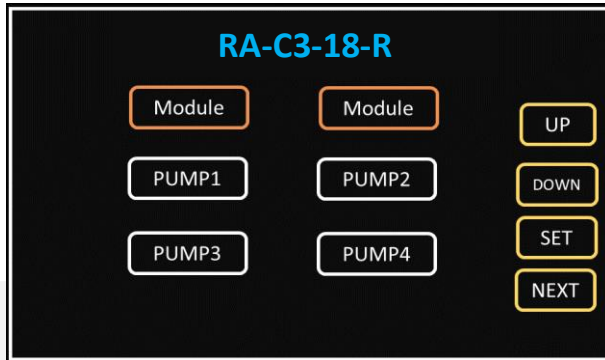 RA-C3-18-R
Module Module
UP
PUMP1 PUMP2
DOWN
SET
PUMP3 PUMP4
NEXT